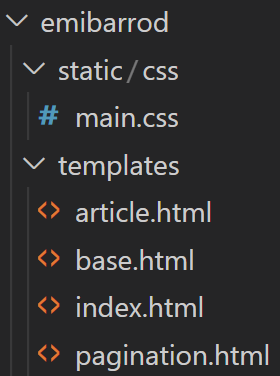 emibarrod
static/css
# main.css
templates
<> article.html
<> base.html
<> index.html
<> pagination.html